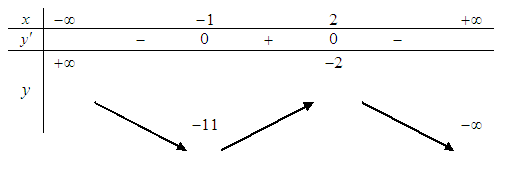 x −∞ −1 2 +∞
y′ − 0 + 0 −
+∞ −2
y
−11 −∞